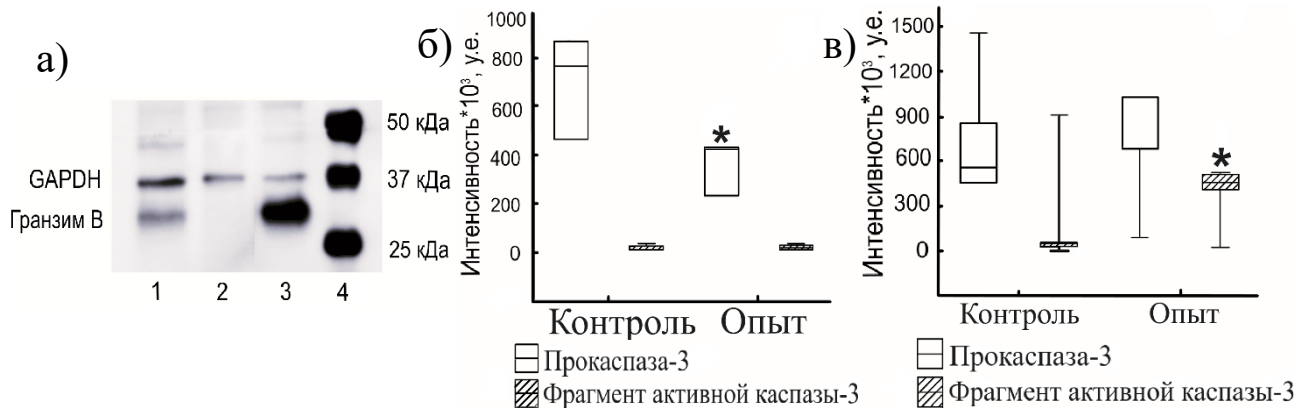 а)
50 кДа
GAPDH
37 кДа
Гранзим В
25 кДа
1 2 3 4
б)
Интенсивность*10³, у.е.
1000
800
600
400
200
0
*
Контроль Опыт
Прокаспаза-3
Фрагмент активной каспазы-3
в)
Интенсивность*10³, у.е.
1500
1200
900
600
300
0
*
Контроль Опыт
Прокаспаза-3
Фрагмент активной каспазы-3